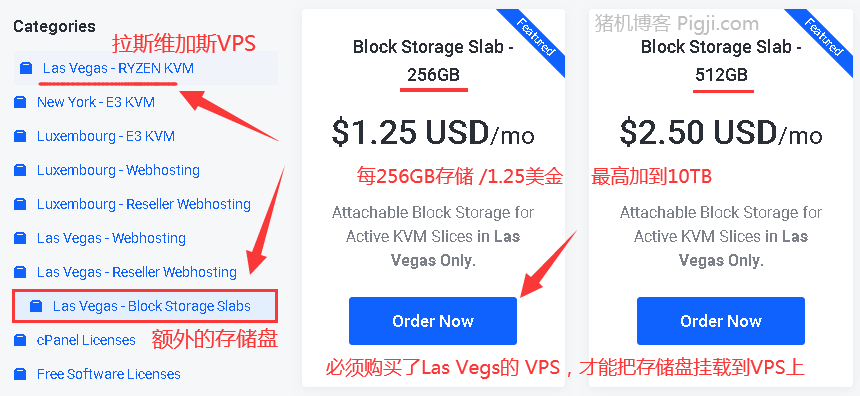 Categories
拉斯维加斯VPS
Las Vegas - RYZEN KVM
New York - E3 KVM
Luxembourg - E3 KVM
Luxembourg - Webhosting
Luxembourg - Reseller Webhosting
Las Vegas - Webhosting
Las Vegas - Reseller Webhosting
Las Vegas - Block Storage Slabs
额外的存储盘
cPanel Licenses
Free Software Licenses
Featured
Block Storage Slab -
256GB
$1.25 USD/mo
每256GB存储 /1.25美金
Attachable Block Storage for
Active KVM Slices in Las
Vegas Only.
Order Now
猪机博客 Pigji.com
Featured
Block Storage Slab -
512GB
$2.50 USD/mo
最高加到10TB
Attachable Block Storage for
Active KVM Slices in Las
Vegas Only.
Order Now
必须购买了Las Vegs的 VPS，才能把存储盘挂载到VPS上